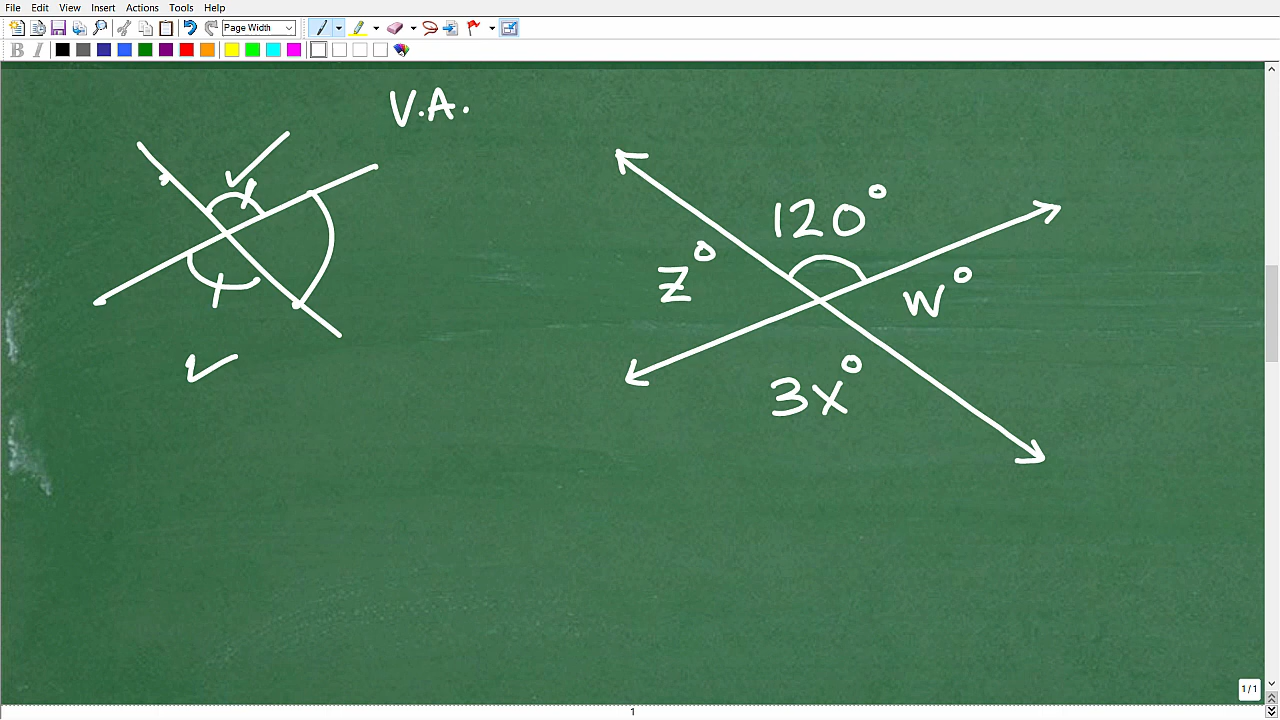 File Edit View Insert Actions Tools Help
Page Width
B I
V.A.
120°
z°
w°
3x°
1/1
1